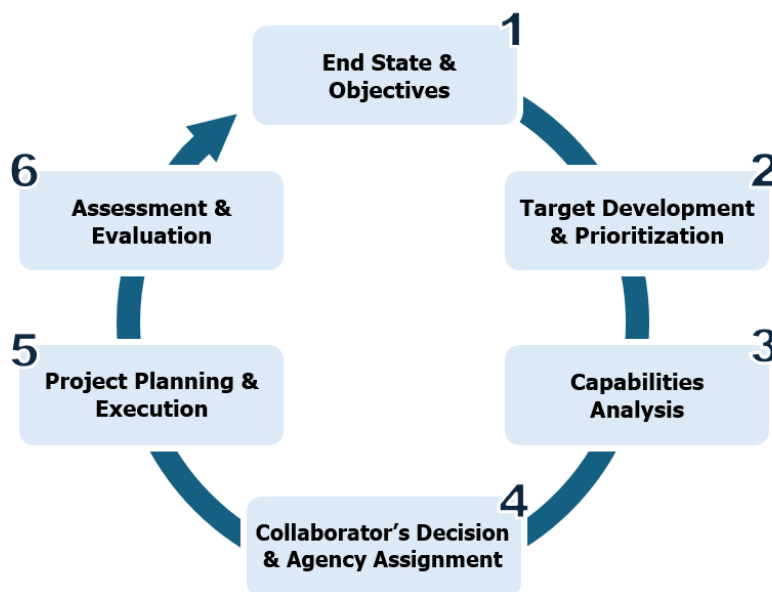 1
End State &
Objectives
2
Target Development
& Prioritization
3
Capabilities
Analysis
4
Collaborator’s Decision
& Agency Assignment
5
Project Planning &
Execution
6
Assessment &
Evaluation